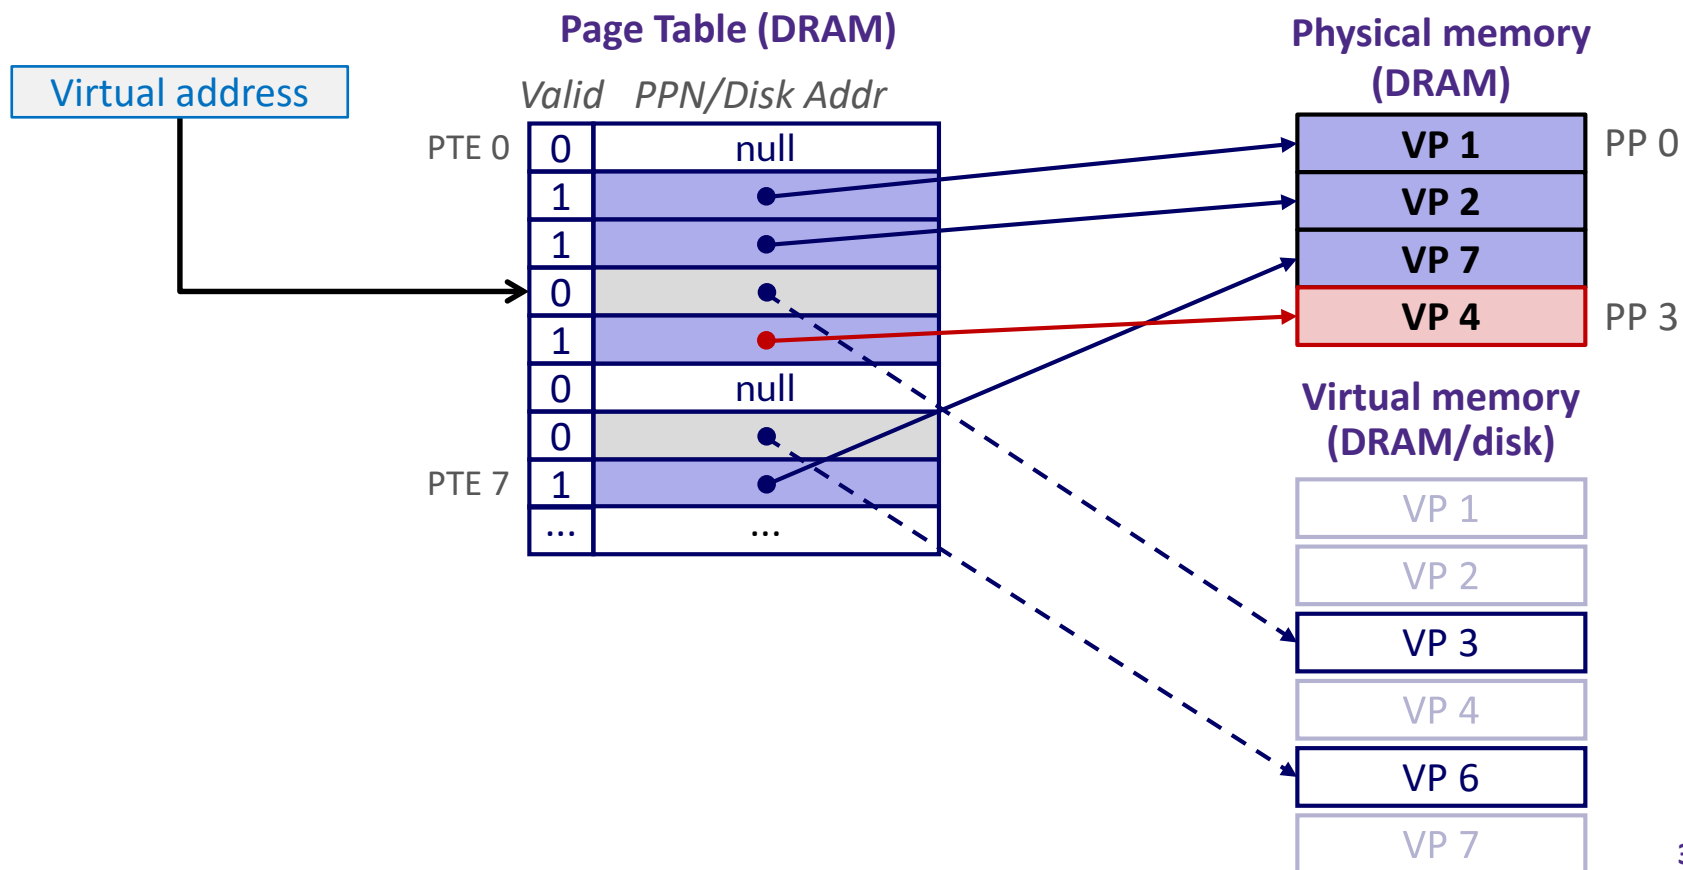 Page Table (DRAM)
Physical memory
(DRAM)
Virtual address
Valid PPN/Disk Addr
PTE 0 0 null
1
1
0
1
0 null
0
PTE 7 1
... ...
VP 1 PP 0
VP 2
VP 7
VP 4 PP 3
Virtual memory
(DRAM/disk)
VP 1
VP 2
VP 3
VP 4
VP 6
VP 7